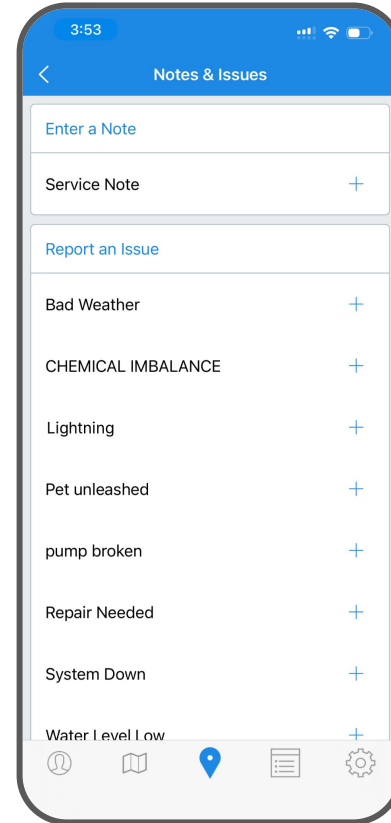 3:53
Notes & Issues
Enter a Note
Service Note
Report an Issue
Bad Weather
CHEMICAL IMBALANCE
Lightning
Pet unleashed
pump broken
Repair Needed
System Down
Water Level Low